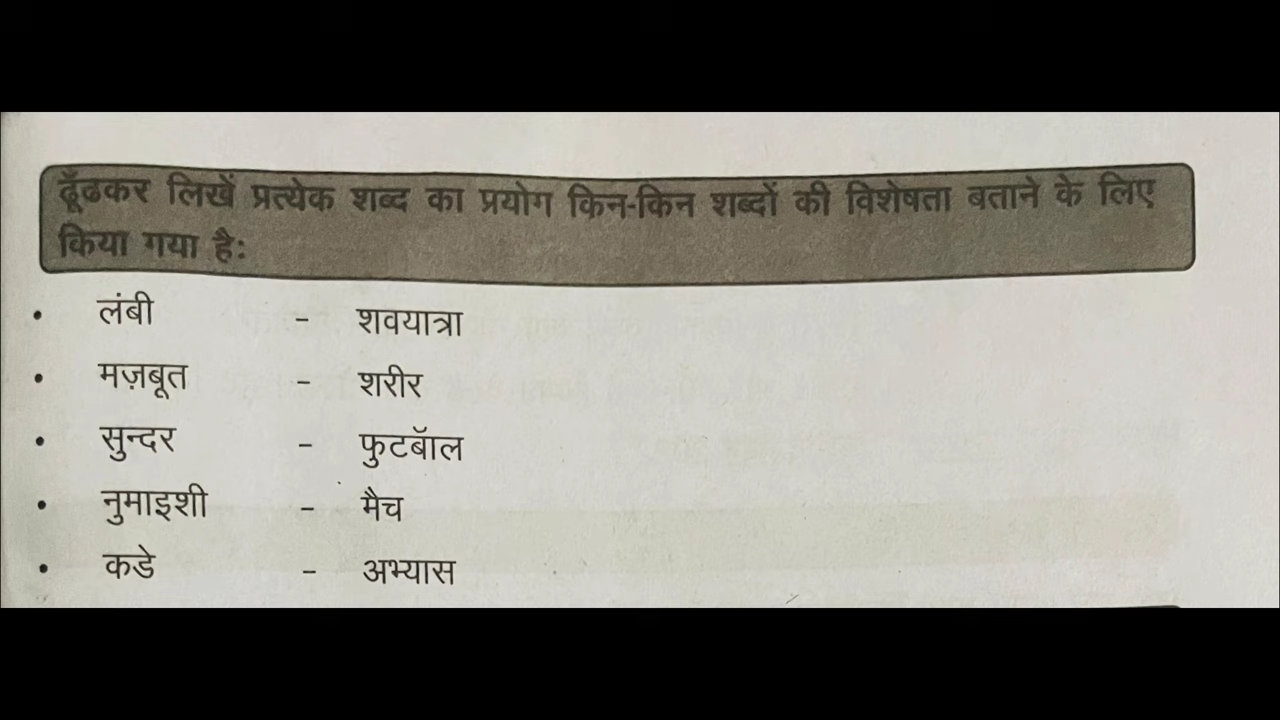 ढूँढकर लिखें प्रत्येक शब्द का प्रयोग किन-किन शब्दों की विशेषता बताने के लिए
किया गया है:
• लंबी - शवयात्रा
• मज़बूत - शरीर
• सुन्दर - फुटबॅाल
• नुमाइशी - मैच
• कडे - अभ्यास